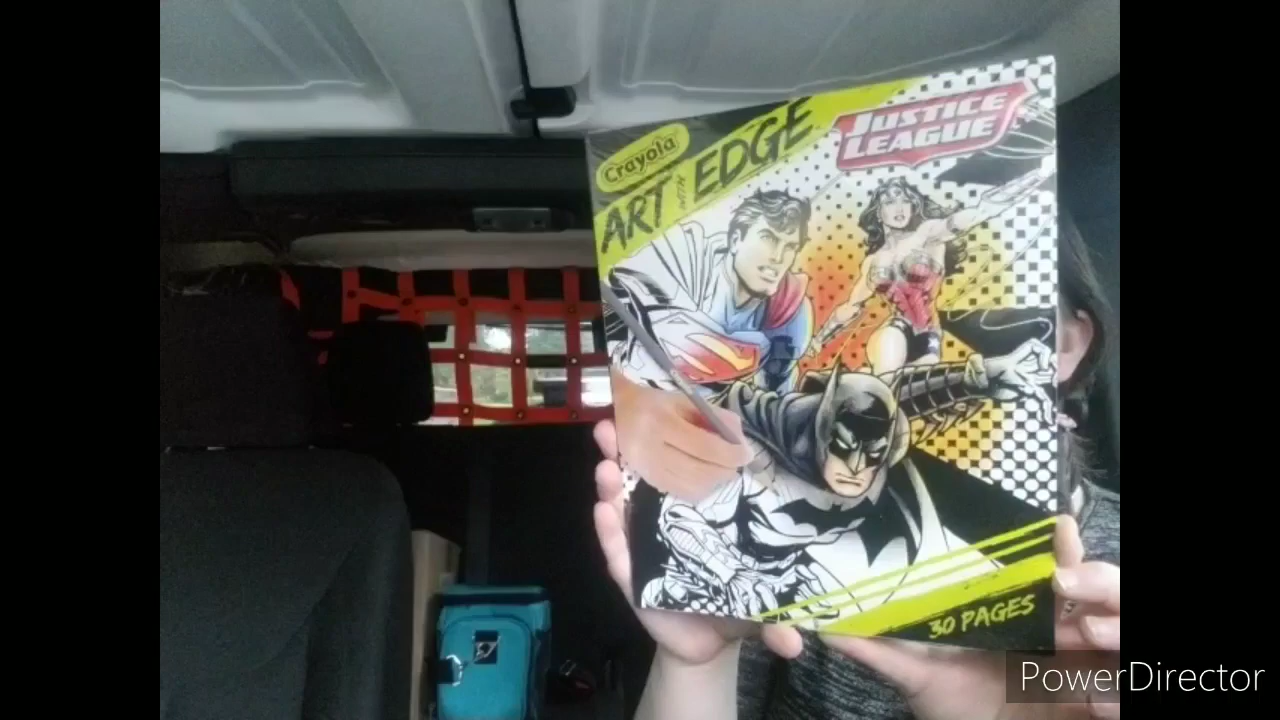 Crayola
ART WITH EDGE
JUSTICE
LEAGUE
30 PAGES
PowerDirector